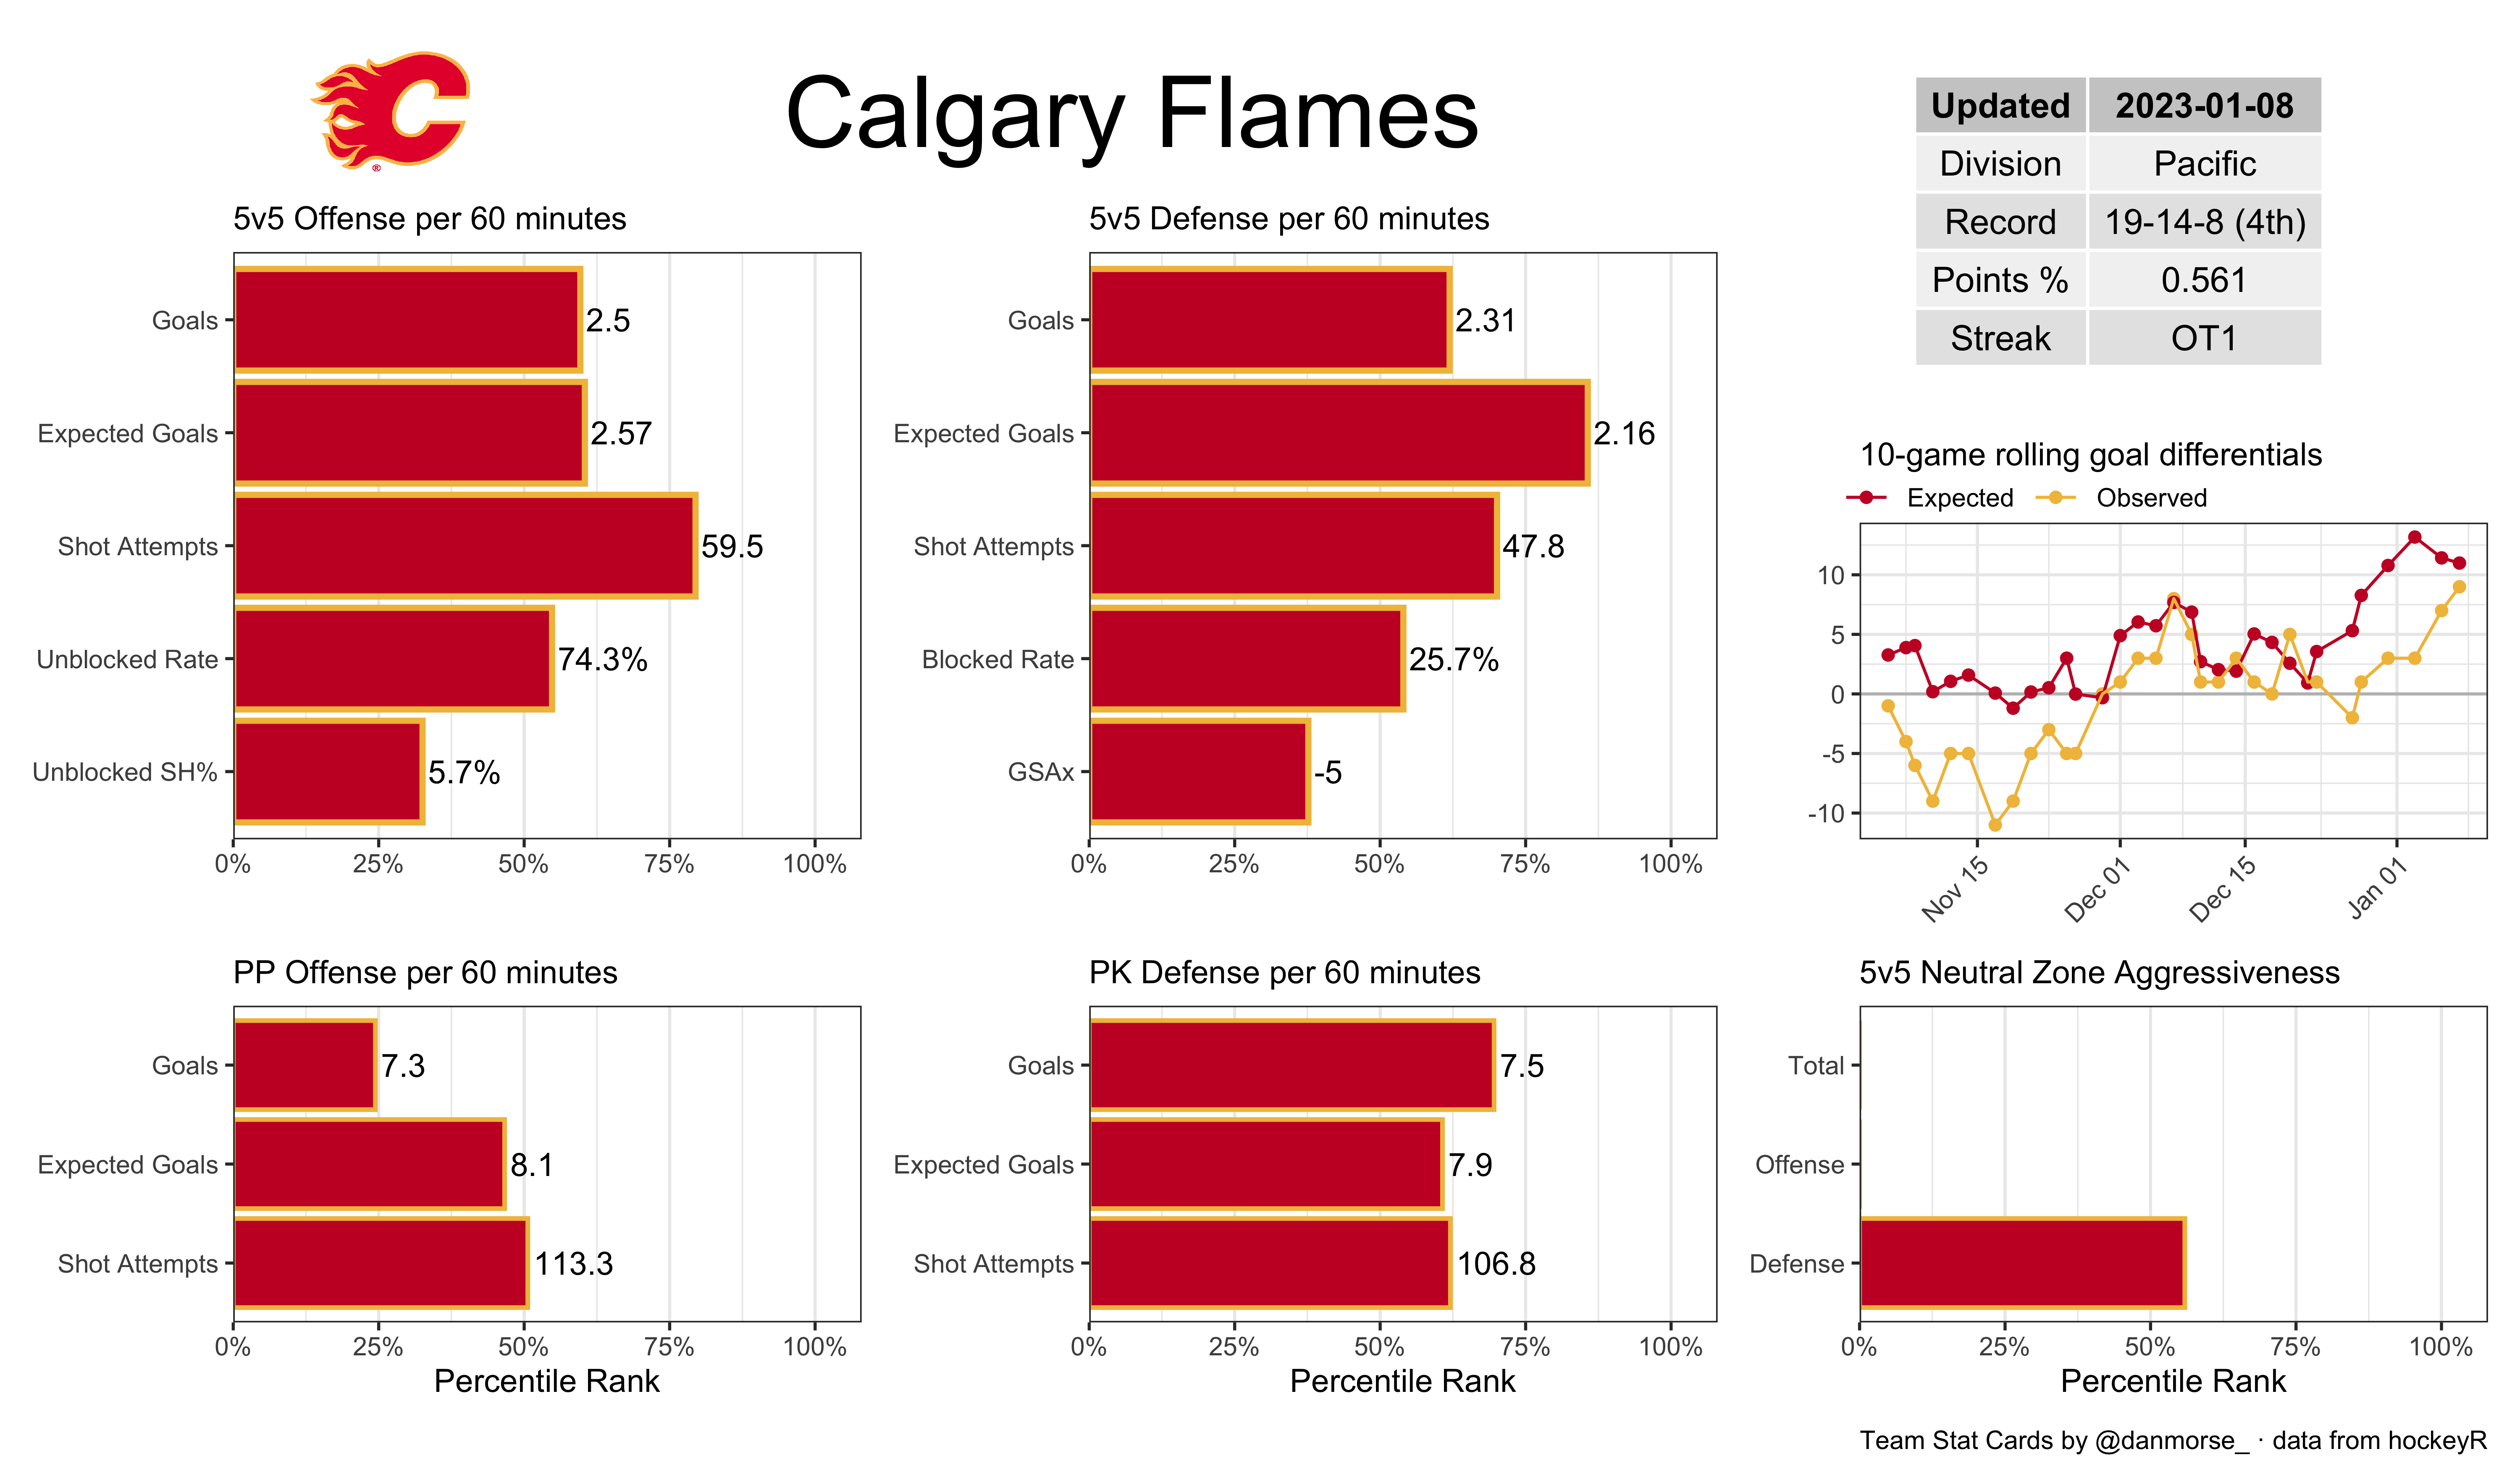 Calgary Flames
Updated 2023-01-08
Division Pacific
Record 19-14-8 (4th)
Points % 0.561
Streak OT1
5v5 Offense per 60 minutes
Goals 2.5
Expected Goals 2.57
Shot Attempts 59.5
Unblocked Rate 74.3%
Unblocked SH% 5.7%
0% 25% 50% 75% 100%
5v5 Defense per 60 minutes
Goals 2.31
Expected Goals 2.16
Shot Attempts 47.8
Blocked Rate 25.7%
GSAx -5
0% 25% 50% 75% 100%
10-game rolling goal differentials
Expected Observed
10
5
0
-5
-10
Nov 15 Dec 01 Dec 15 Jan 01
PP Offense per 60 minutes
Goals 7.3
Expected Goals 8.1
Shot Attempts 113.3
0% 25% 50% 75% 100%
Percentile Rank
PK Defense per 60 minutes
Goals 7.5
Expected Goals 7.9
Shot Attempts 106.8
0% 25% 50% 75% 100%
Percentile Rank
5v5 Neutral Zone Aggressiveness
Total
Offense
Defense
0% 25% 50% 75% 100%
Percentile Rank
Team Stat Cards by @danmorse_ · data from hockeyR